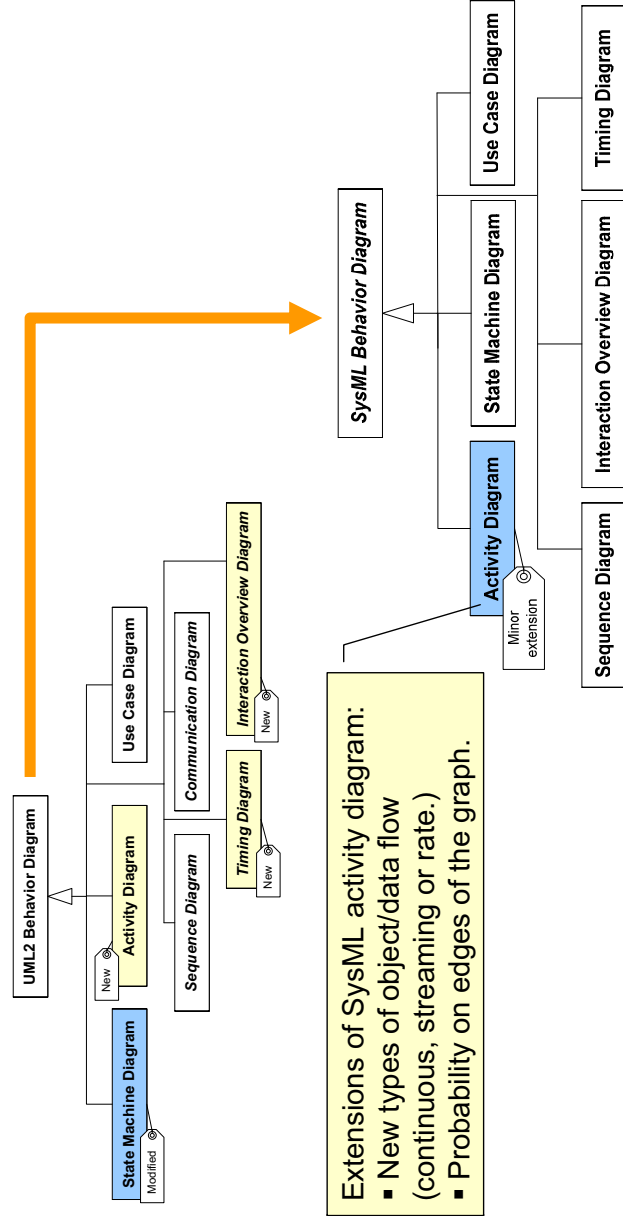 UML2 Behavior Diagram
New
State Machine Diagram
Activity Diagram
Use Case Diagram
Modified
Sequence Diagram
Communication Diagram
Timing Diagram
Interaction Overview Diagram
New
New
Extensions of SysML activity diagram:
▪ New types of object/data flow
(continuous, streaming or rate.)
▪ Probability on edges of the graph.
SysML Behavior Diagram
Activity Diagram
State Machine Diagram
Use Case Diagram
Minor
extension
Sequence Diagram
Interaction Overview Diagram
Timing Diagram